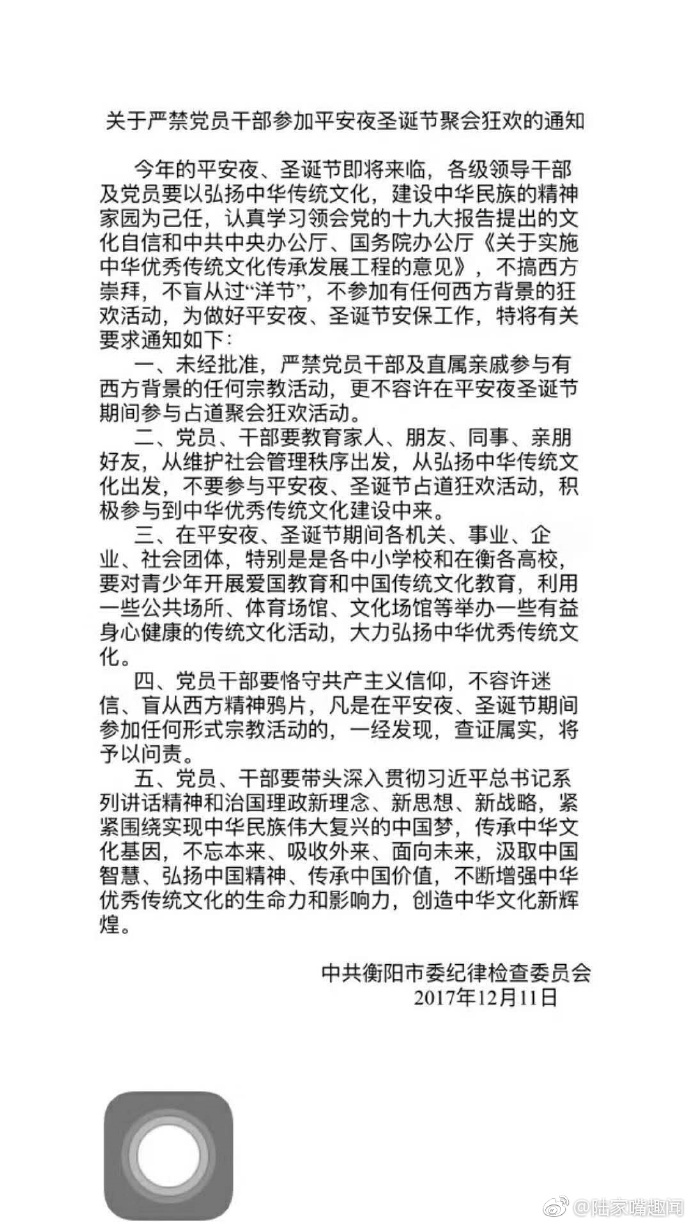 关于严禁党员干部参加平安夜圣诞节聚会狂欢的通知
今年的平安夜、圣诞节即将来临，各级领导干部
及党员要以弘扬中华传统文化，建设中华民族的精神
家园为己任，认真学习领会党的十九大报告提出的文
化自信和中共中央办公厅、国务院办公厅《关于实施
中华优秀传统文化传承发展工程的意见》，不搞西方
崇拜，不盲从过“洋节”，不参加有任何西方背景的狂
欢活动，为做好平安夜、圣诞节安保工作，特将有关
要求通知如下：
一、未经批准，严禁党员干部及直属亲戚参与有
西方背景的任何宗教活动，更不容许在平安夜圣诞节
期间参与占道聚会狂欢活动。
二、党员、干部要教育家人、朋友、同事、亲朋
好友，从维护社会管理秩序出发，从弘扬中华传统文
化出发，不要参与平安夜、圣诞节占道狂欢活动，积
极参与到中华优秀传统文化建设中来。
三、在平安夜、圣诞节期间各机关、事业、企
业、社会团体，特别是是各中小学校和在衡各高校，
要对青少年开展爱国教育和中国传统文化教育，利用
一些公共场所、体育场馆、文化场馆等举办一些有益
身心健康的传统文化活动，大力弘扬中华优秀传统文
化。
四、党员干部要恪守共产主义信仰，不容许迷
信、盲从西方精神鸦片，凡是在平安夜、圣诞节期间
参加任何形式宗教活动的，一经发现，查证属实，将
予以问责。
五、党员、干部要带头深入贯彻习近平总书记系
列讲话精神和治国理政新理念、新思想、新战略，紧
紧围绕实现中华民族伟大复兴的中国梦，传承中华文
化基因，不忘本来、吸收外来、面向未来，汲取中国
智慧、弘扬中国精神、传承中国价值，不断增强中华
优秀传统文化的生命力和影响力，创造中华文化新辉
煌。
中共衡阳市委纪律检查委员会
2017年12月11日
@陆家嘴趣闻